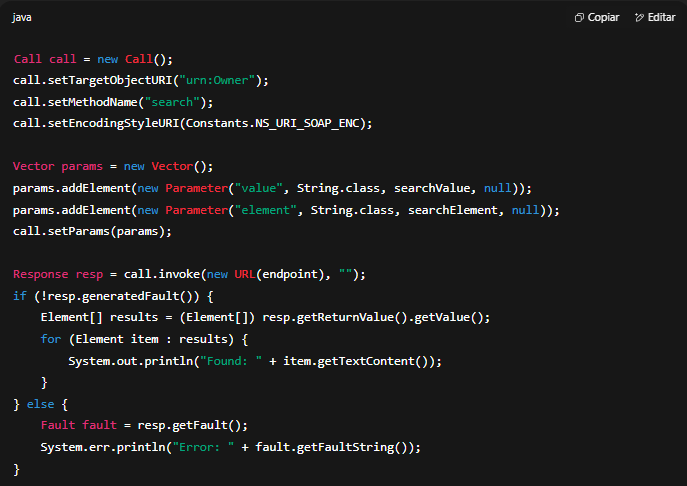 java
Copiar
Editar
Call call = new Call();
call.setTargetObjectURI("urn:Owner");
call.setMethodName("search");
call.setEncodingStyleURI(Constants.NS_URI_SOAP_ENC);

Vector params = new Vector();
params.addElement(new Parameter("value", String.class, searchValue, null));
params.addElement(new Parameter("element", String.class, searchElement, null));
call.setParams(params);

Response resp = call.invoke(new URL(endpoint), "");
if (!resp.generatedFault()) {
    Element[] results = (Element[]) resp.getReturnValue().getValue();
    for (Element item : results) {
        System.out.println("Found: " + item.getTextContent());
    }
} else {
    Fault fault = resp.getFault();
    System.err.println("Error: " + fault.getFaultString());
}